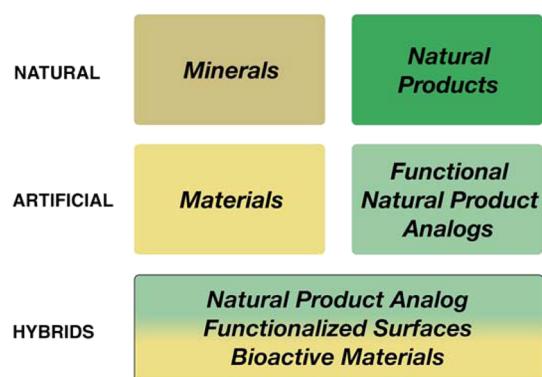 NATURAL
Minerals
Natural
Products
ARTIFICIAL
Materials
Functional
Natural Product
Analogs
HYBRIDS
Natural Product Analog
Functionalized Surfaces
Bioactive Materials